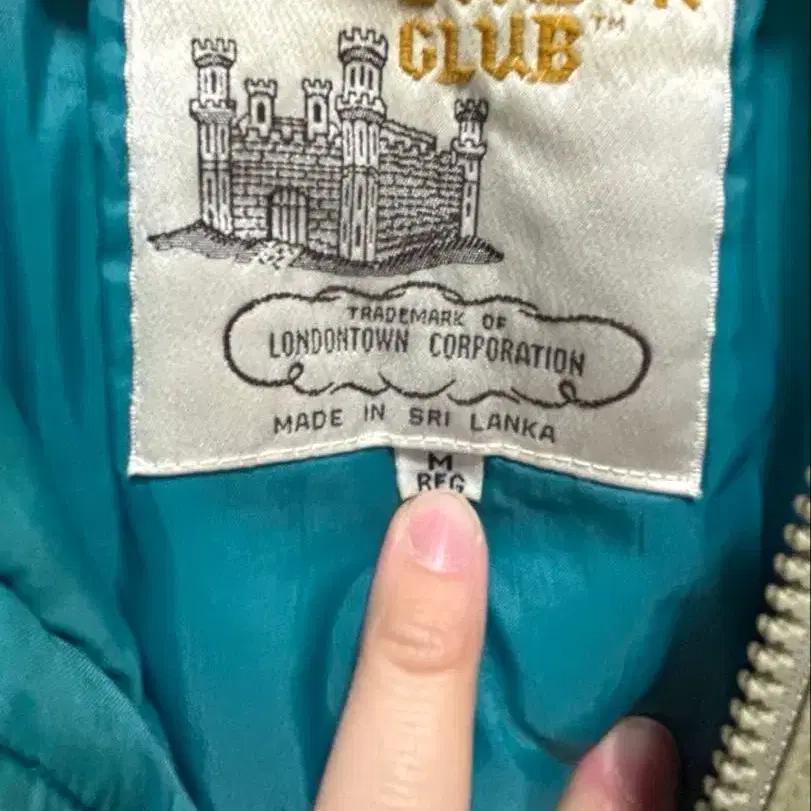 CLUB™
TRADEMARK OF
LONDONTOWN CORPORATION
MADE IN SRI LANKA
M
REG